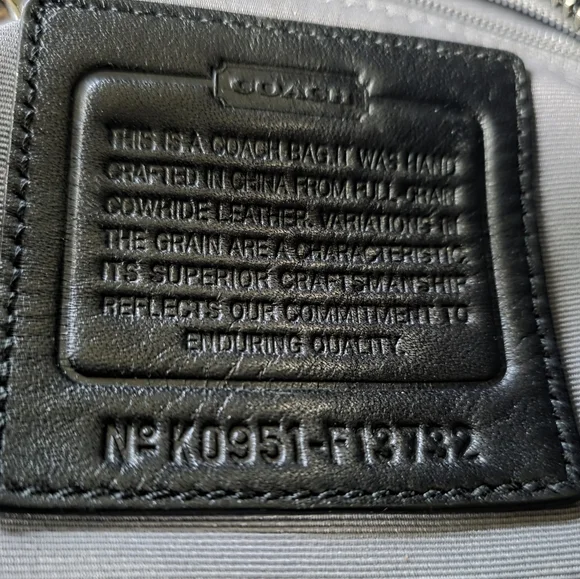 COACH
THIS IS A COACH BAG.IT WAS HAND
CRAFTED IN CHINA FROM FULL GRAIN
COWHIDE LEATHER. VARIATIONS IN
THE GRAIN ARE A CHARACTERISTIC.
ITS SUPERIOR CRAFTSMANSHIP
REFLECTS OUR COMMITMENT TO
ENDURING QUALITY.
Nº K0951-F13732